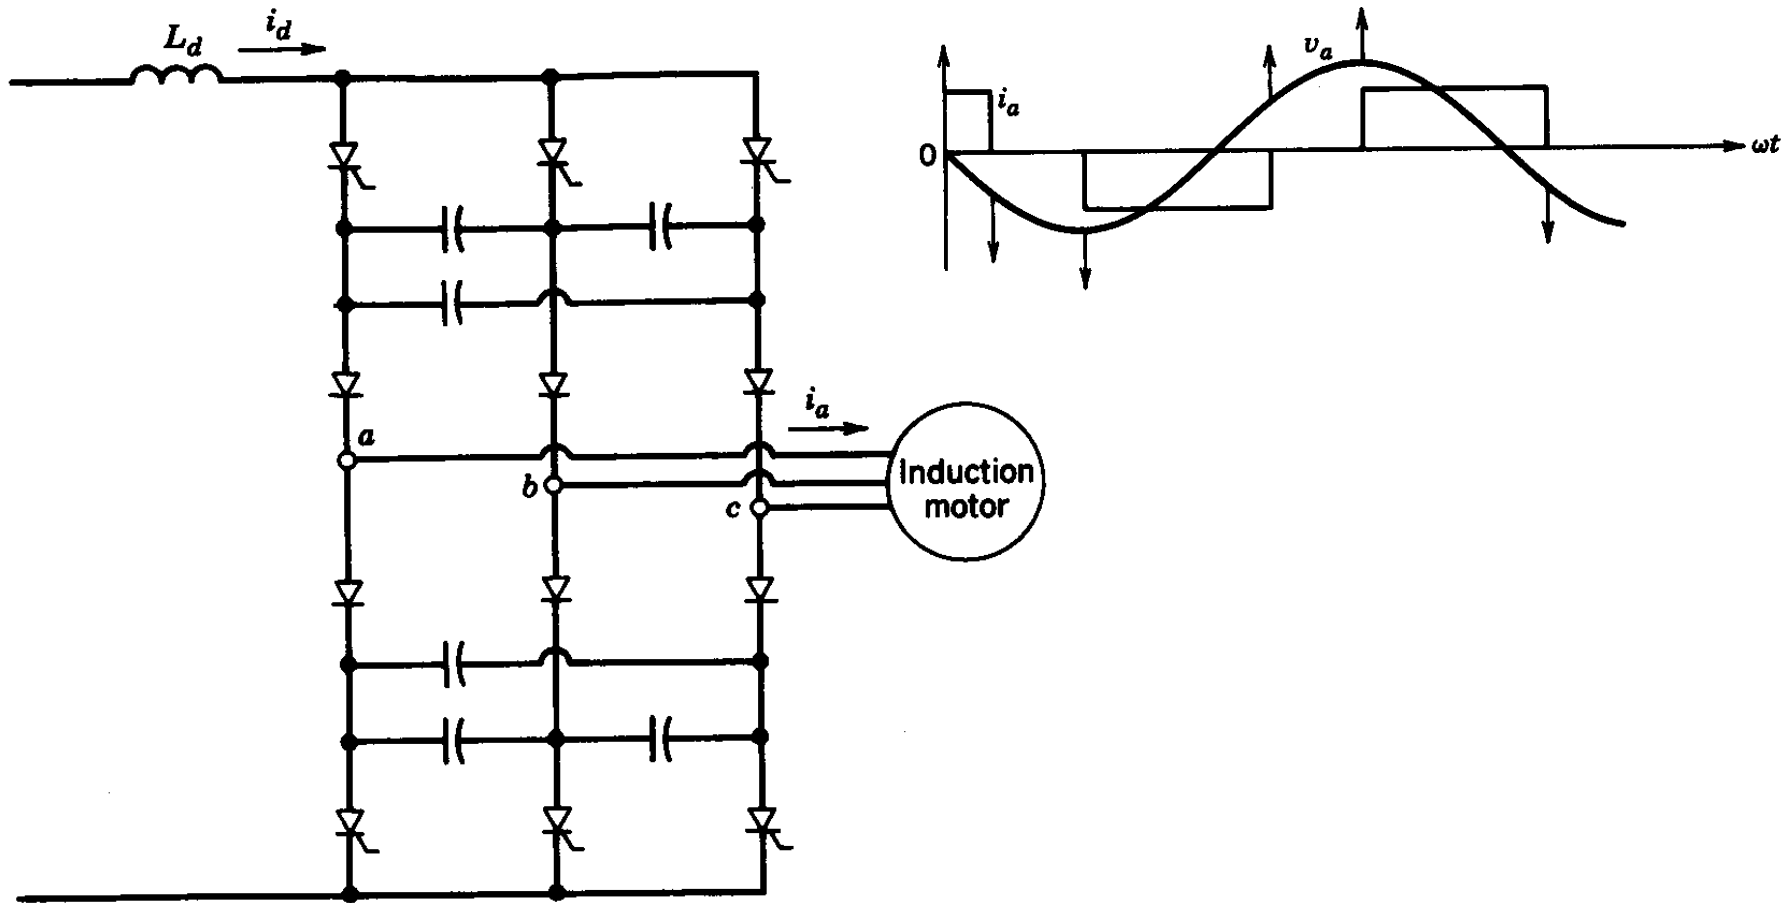 L_d
i_d
v_a
i_a
0
ωt
a
b
c
i_a
Induction
motor